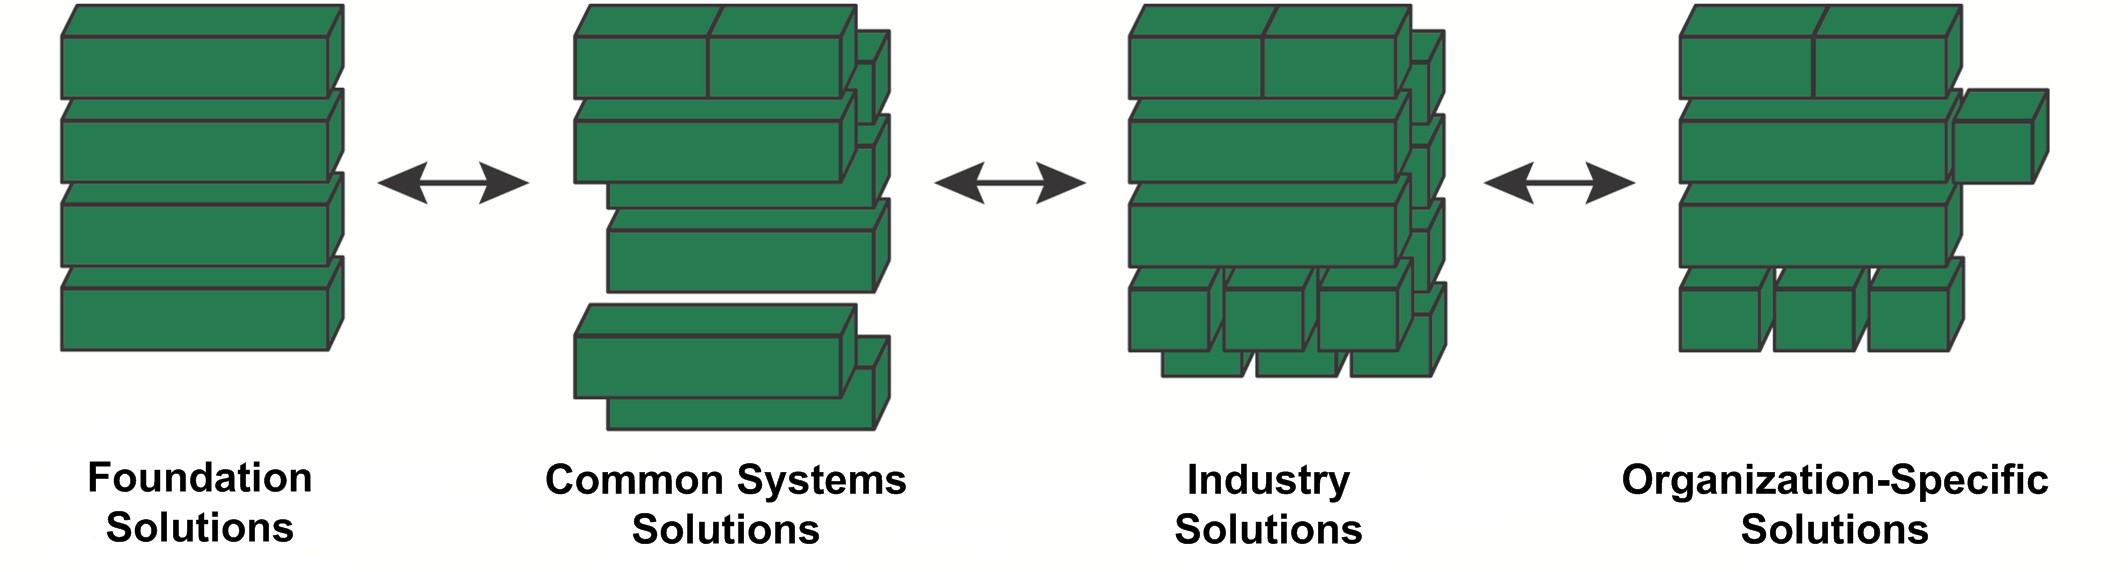 Foundation
Solutions
Common Systems
Solutions
Industry
Solutions
Organization-Specific
Solutions